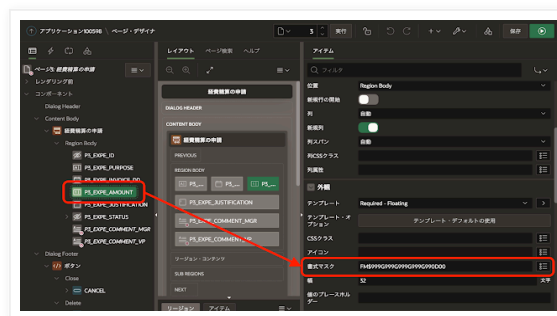 アプリケーション100598 \ ページ・デザイナ
5
実行
保存
レイアウト ページ検索 ヘルプ
アイテム
ページ5: 経費精算の申請
レンダリング前
コンポーネント
Dialog Header
Content Body
経費精算の申請
Region Body
P5_EXPE_ID
P5_EXPE_PURPOSE
P5_EXPE_INVOICE_DD
P5_EXPE_AMOUNT
P5_EXPE_JUSTIFICATION
P5_EXPE_STATUS
P5_EXPE_COMMENT_MGR
P5_EXPE_COMMENT_VP
Dialog Footer
ボタン
Close
CANCEL
Delete
経費精算の申請
DIALOG HEADER
CONTENT BODY
経費精算の申請
PREVIOUS
REGION BODY
P5_... P5_... P5_...
P5_EXPE_JUSTIFICATION
P5_EXPE_COMMENT_MGR
リージョン・コンテンツ
SUB REGIONS
NEXT
リージョン アイテム
フィルタ
位置 Region Body
新規行の開始
列 自動
新規列
列スパン 自動
列CSSクラス
列属性
外観
テンプレート Required - Floating
テンプレート・オプション テンプレート・デフォルトの使用
CSSクラス
アイコン
書式マスク FM$999G999G999G999G990D00
幅 32 文字
値のプレースホルダー